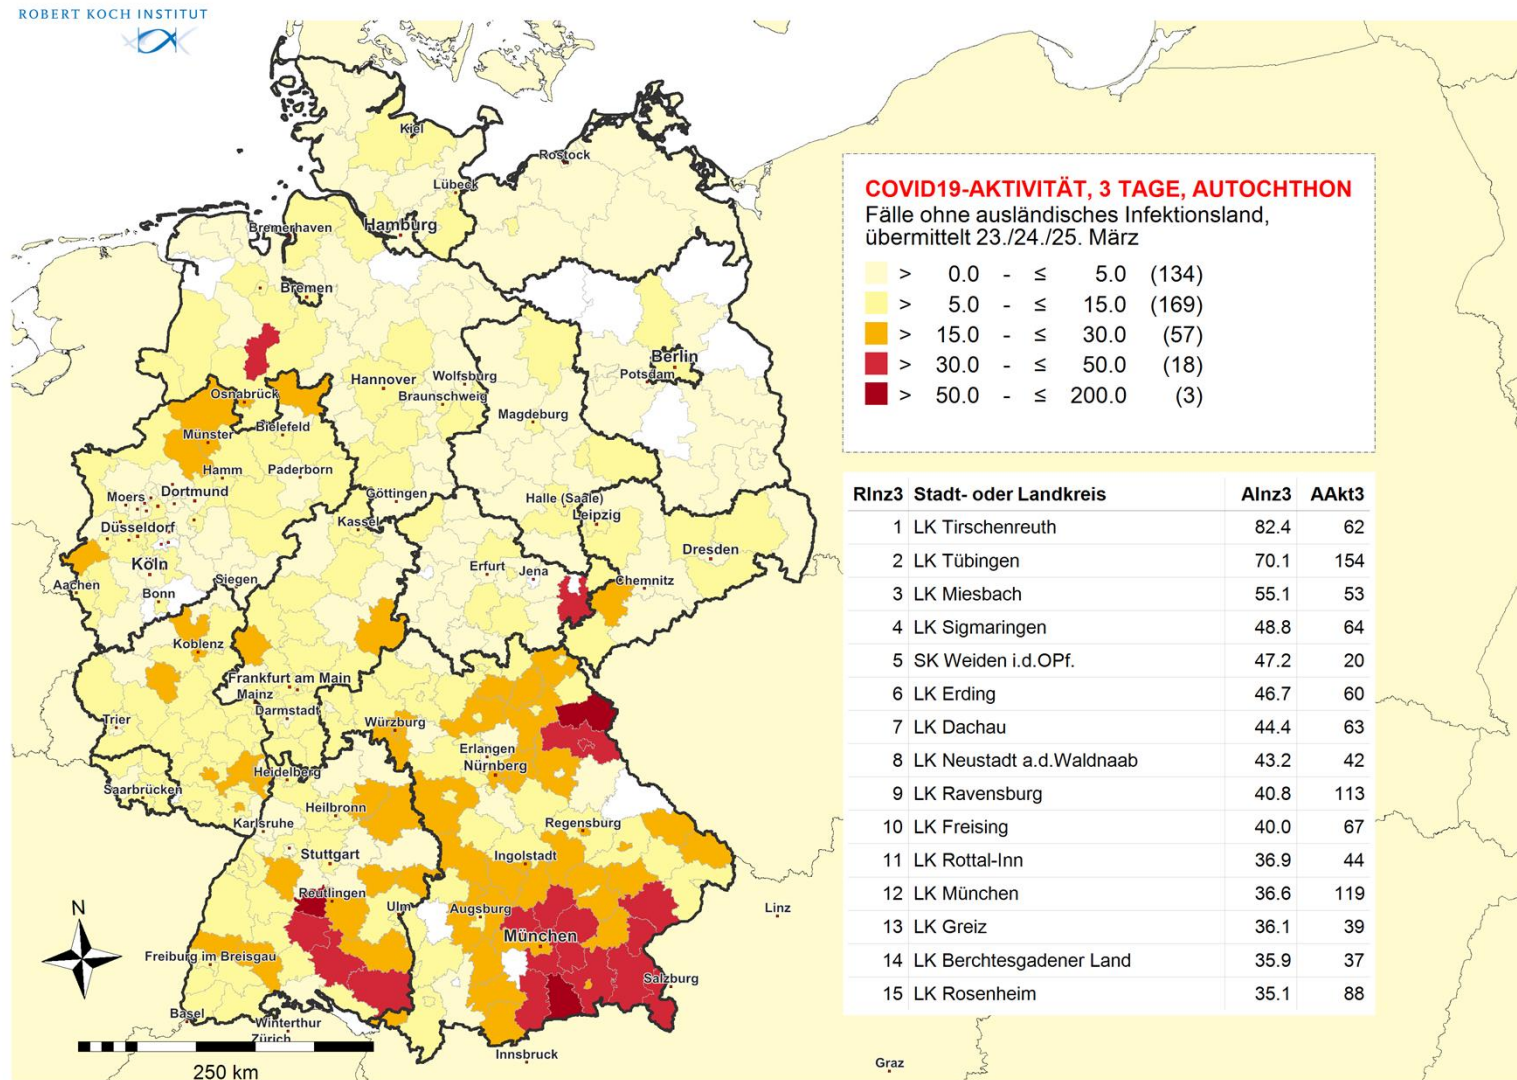 ROBERT KOCH INSTITUT
Kiel
Rostock
Lübeck
Hamburg
Bremerhaven
Bremen
Berlin
Potsdam
Wolfsburg
Hannover
Braunschweig
Osnabrück
Magdeburg
Münster
Bielefeld
Hamm
Paderborn
Moers
Dortmund
Göttingen
Halle (Saale)
Leipzig
Düsseldorf
Kassel
Dresden
Köln
Erfurt
Jena
Chemnitz
Aachen
Siegen
Bonn
Koblenz
Frankfurt am Main
Mainz
Darmstadt
Trier
Würzburg
Erlangen
Nürnberg
Heidelberg
Saarbrücken
Heilbronn
Karlsruhe
Regensburg
Stuttgart
Ingolstadt
Reutlingen
Ulm
Augsburg
Linz
München
Freiburg im Breisgau
Salzburg
Basel
Winterthur
Zürich
Innsbruck
Graz
N
250 km
COVID19-AKTIVITÄT, 3 TAGE, AUTOCHTHON
Fälle ohne ausländisches Infektionsland,
übermittelt 23./24./25. März
> 0.0 - ≤ 5.0 (134)
> 5.0 - ≤ 15.0 (169)
> 15.0 - ≤ 30.0 (57)
> 30.0 - ≤ 50.0 (18)
> 50.0 - ≤ 200.0 (3)
RInz3 Stadt- oder Landkreis AInz3 AAkt3
1 LK Tirschenreuth 82.4 62
2 LK Tübingen 70.1 154
3 LK Miesbach 55.1 53
4 LK Sigmaringen 48.8 64
5 SK Weiden i.d.OPf. 47.2 20
6 LK Erding 46.7 60
7 LK Dachau 44.4 63
8 LK Neustadt a.d.Waldnaab 43.2 42
9 LK Ravensburg 40.8 113
10 LK Freising 40.0 67
11 LK Rottal-Inn 36.9 44
12 LK München 36.6 119
13 LK Greiz 36.1 39
14 LK Berchtesgadener Land 35.9 37
15 LK Rosenheim 35.1 88